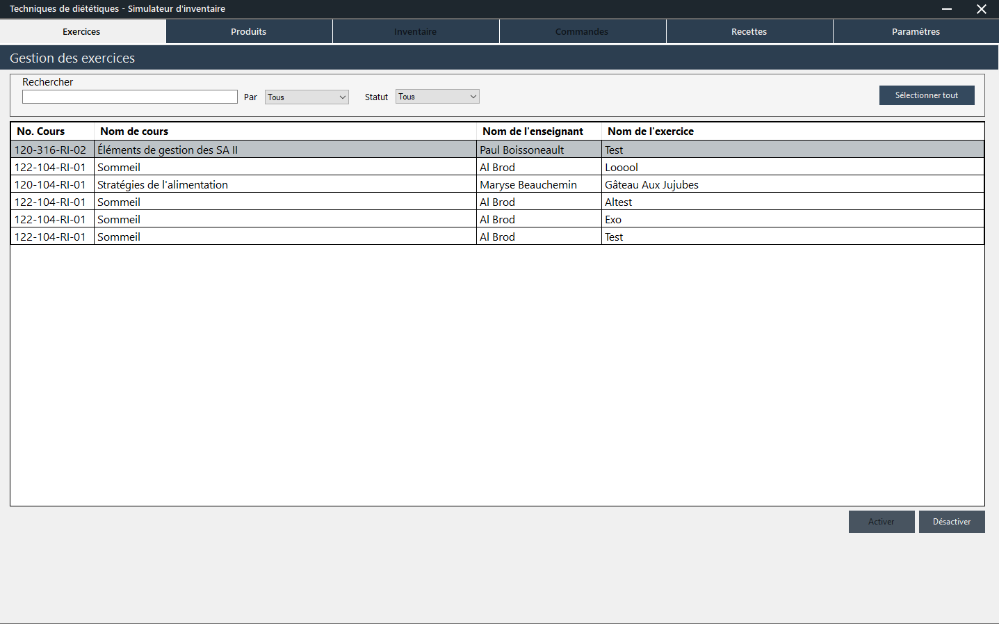 Techniques de diététiques - Simulateur d'inventaire
Exercices Produits Inventaire Commandes Recettes Paramètres
Gestion des exercices
Rechercher
Par Tous Statut Tous Sélectionner tout
No. Cours Nom de cours Nom de l'enseignant Nom de l'exercice
120-316-RI-02 Éléments de gestion des SA II Paul Boissoneault Test
122-104-RI-01 Sommeil Al Brod Looool
120-104-RI-01 Stratégies de l'alimentation Maryse Beauchemin Gâteau Aux Jujubes
122-104-RI-01 Sommeil Al Brod Altest
122-104-RI-01 Sommeil Al Brod Exo
122-104-RI-01 Sommeil Al Brod Test
Activer Désactiver